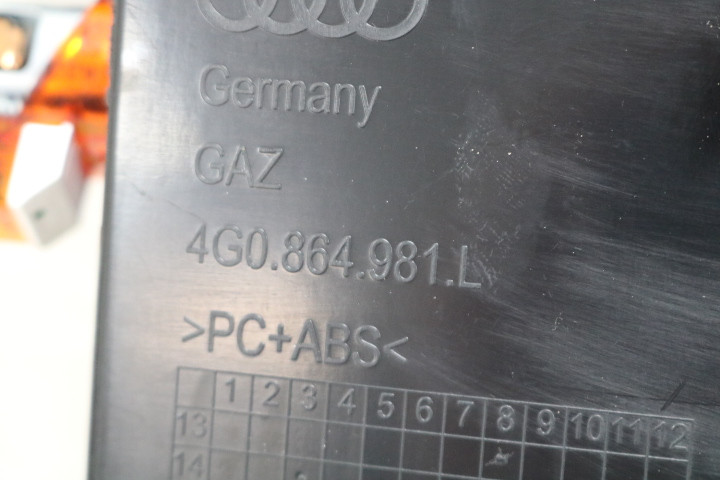 Germany
GAZ
4G0.864.981.L
>PC+ABS<
1 2 3 4 5 6 7 8 9 10 11 12
13
14